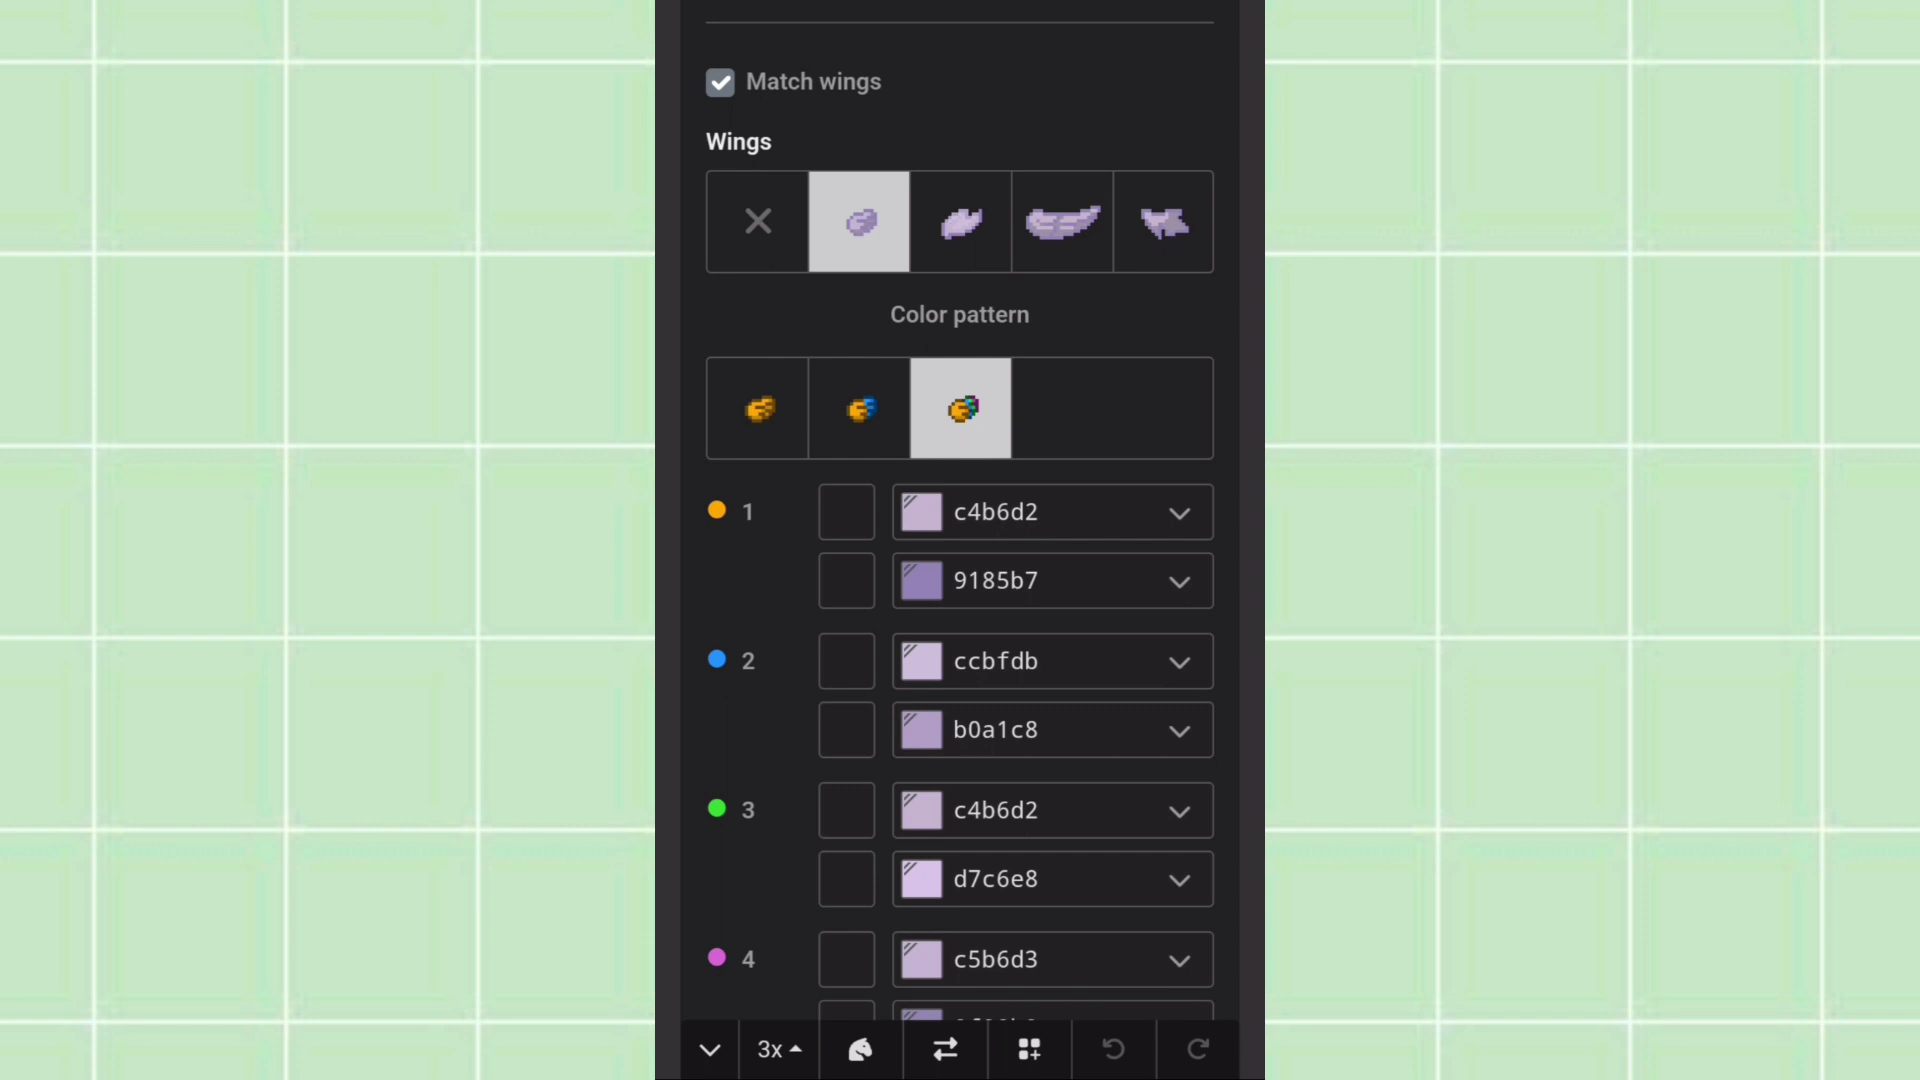 Match wings
Wings
Color pattern
1 c4b6d2
9185b7
2 ccbfdb
b0a1c8
3 c4b6d2
d7c6e8
4 c5b6d3
3x